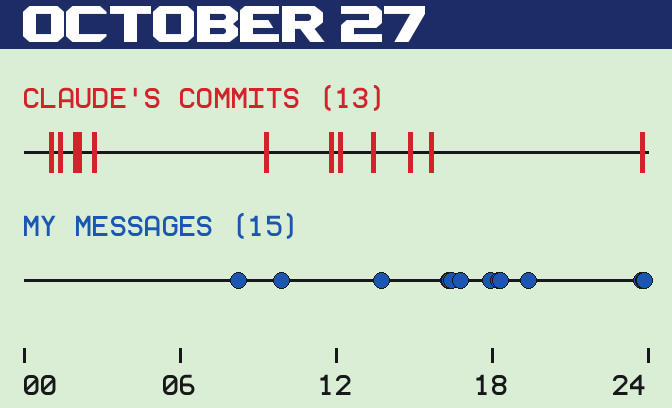 OCTOBER 27
CLAUDE'S COMMITS (13)
MY MESSAGES (15)
00 06 12 18 24